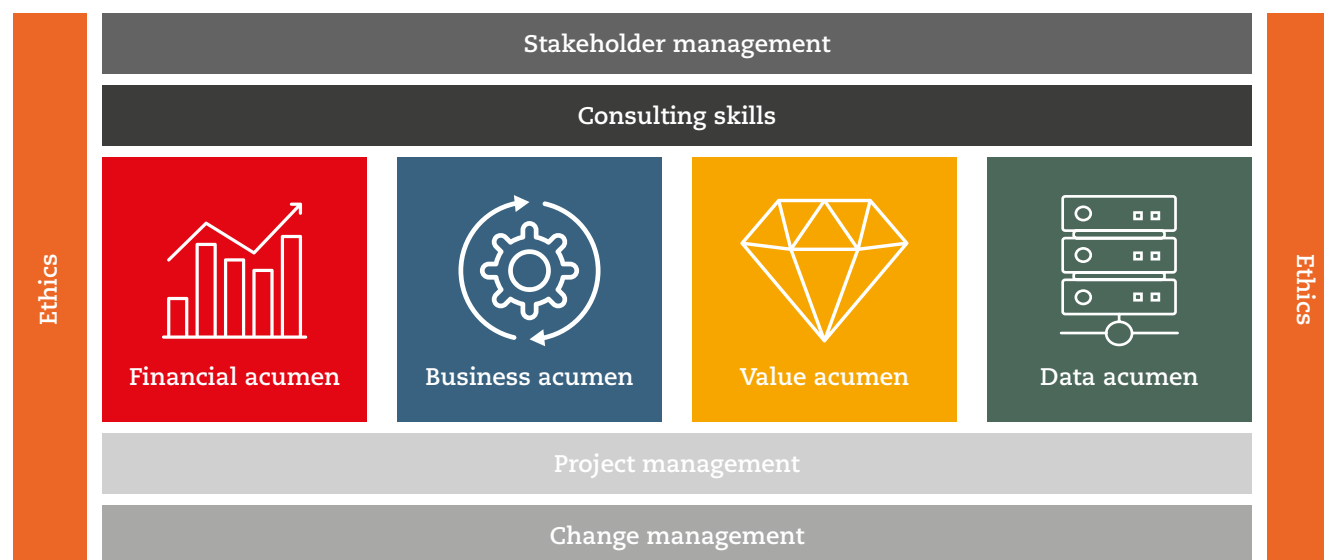 Stakeholder management
Consulting skills
Ethics
Financial acumen
Business acumen
Value acumen
Data acumen
Ethics
Project management
Change management